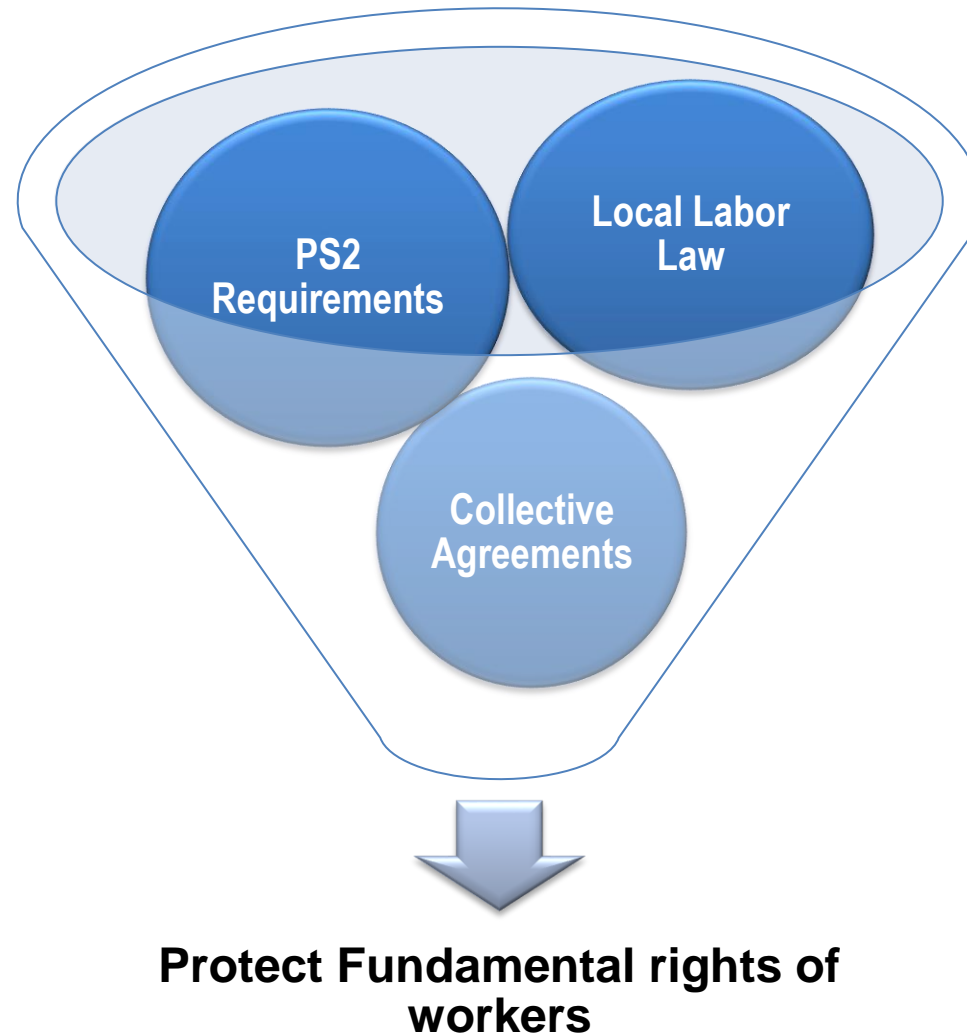 PS2
Requirements
Local Labor
Law
Collective
Agreements
Protect Fundamental rights of
workers